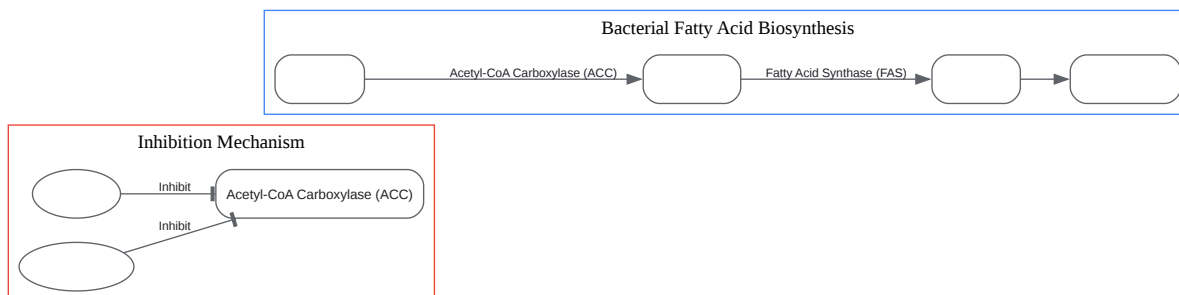 Bacterial Fatty Acid Biosynthesis
Acetyl-CoA Carboxylase (ACC)
Fatty Acid Synthase (FAS)
Inhibition Mechanism
Inhibit
Acetyl-CoA Carboxylase (ACC)
Inhibit